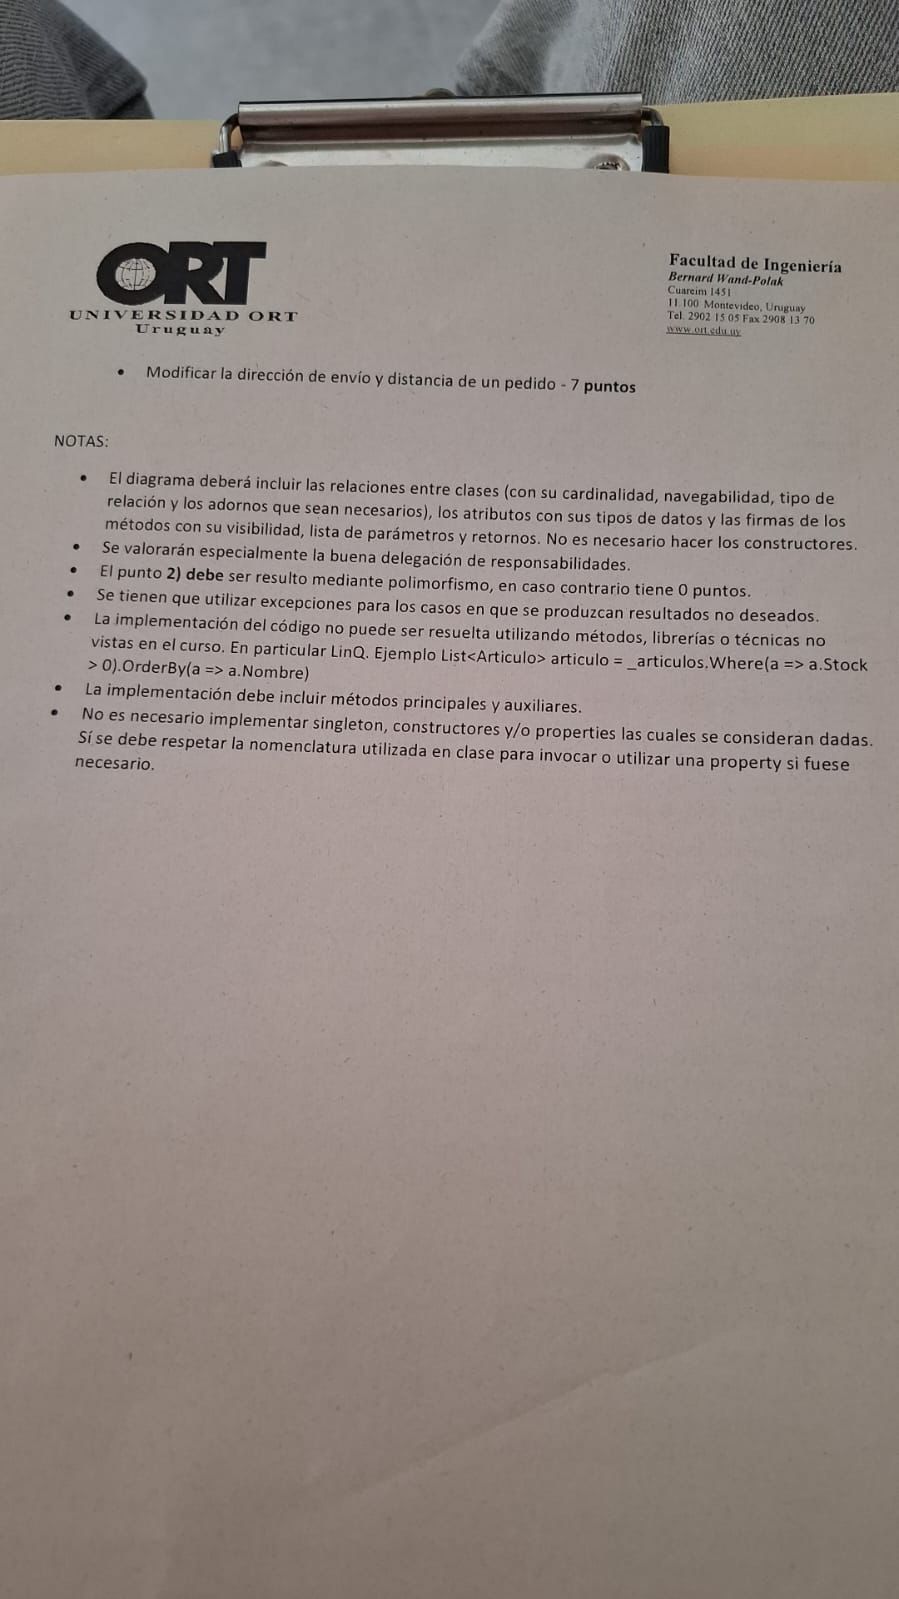 ORT
UNIVERSIDAD ORT
Uruguay
Facultad de Ingeniería
Bernard Wand-Polak
Cuareim 1451
11.100 Montevideo, Uruguay
Tel. 2902 15 05 Fax 2908 13 70
www.ort.edu.uy
• Modificar la dirección de envío y distancia de un pedido - 7 puntos
NOTAS:
• El diagrama deberá incluir las relaciones entre clases (con su cardinalidad, navegabilidad, tipo de
relación y los adornos que sean necesarios), los atributos con sus tipos de datos y las firmas de los
métodos con su visibilidad, lista de parámetros y retornos. No es necesario hacer los constructores.
• Se valorarán especialmente la buena delegación de responsabilidades.
• El punto 2) debe ser resulto mediante polimorfismo, en caso contrario tiene 0 puntos.
• Se tienen que utilizar excepciones para los casos en que se produzcan resultados no deseados.
• La implementación del código no puede ser resuelta utilizando métodos, librerías o técnicas no
vistas en el curso. En particular LinQ. Ejemplo List<Articulo> articulo = _articulos.Where(a => a.Stock
> 0).OrderBy(a => a.Nombre)
• La implementación debe incluir métodos principales y auxiliares.
• No es necesario implementar singleton, constructores y/o properties las cuales se consideran dadas.
Sí se debe respetar la nomenclatura utilizada en clase para invocar o utilizar una property si fuese
necesario.